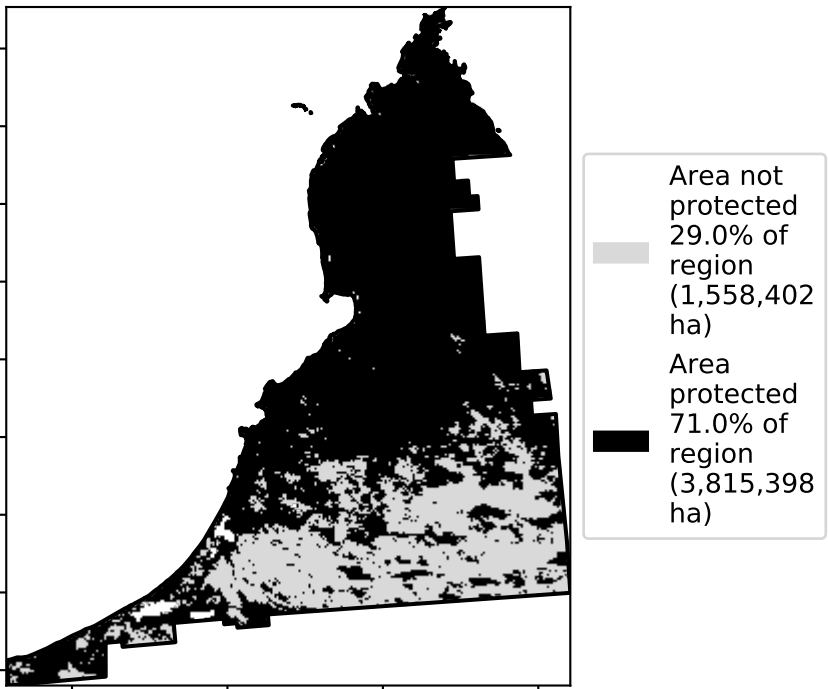 Area not
protected
29.0% of
region
(1,558,402
ha)
Area
protected
71.0% of
region
(3,815,398
ha)